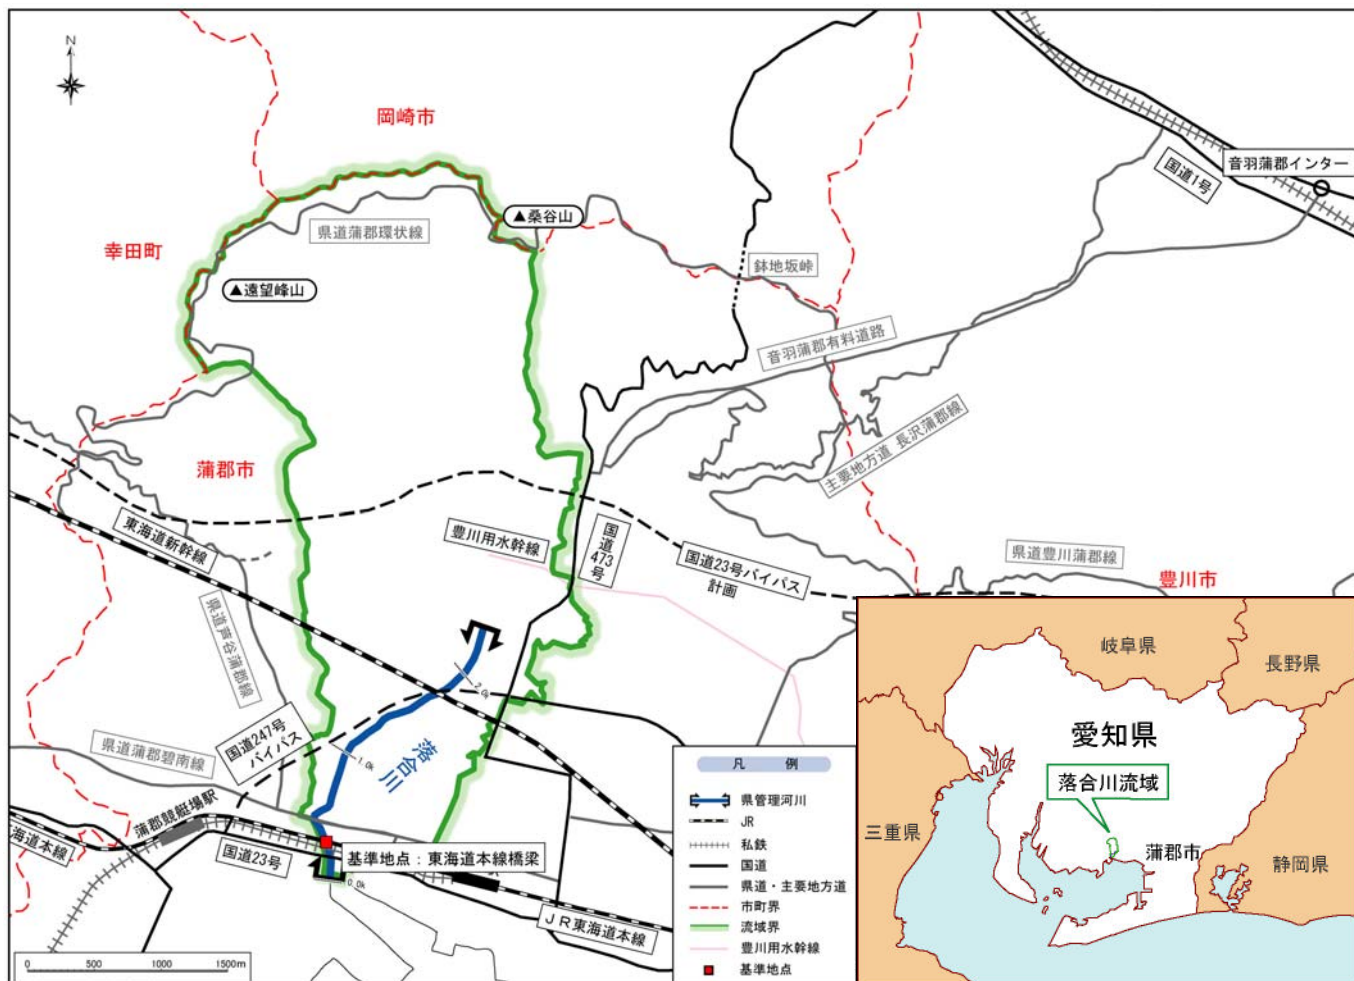 N
岡崎市
国道1号
音羽蒲郡インター
▲桑谷山
県道蒲郡環状線
幸田町
鉢地坂峠
▲遠望峰山
音羽蒲郡有料道路
主要地方道 長沢蒲郡線
蒲郡市
東海道新幹線
豊川用水幹線
国道473号
国道23号バイパス
計画
県道豊川蒲郡線
豊川市
県道芦谷蒲郡線
2.0k
国道247号
バイパス
県道蒲郡碧南線
1.0k
落合川
蒲郡競艇場駅
海道本線
国道23号
基準地点：東海道本線橋梁
駅
0.0k
JR東海道本線
0 500 1000 1500m
凡 例
県管理河川
JR
私鉄
国道
県道・主要地方道
市町界
流域界
豊川用水幹線
基準地点
岐阜県
長野県
愛知県
落合川流域
三重県
蒲郡市
静岡県